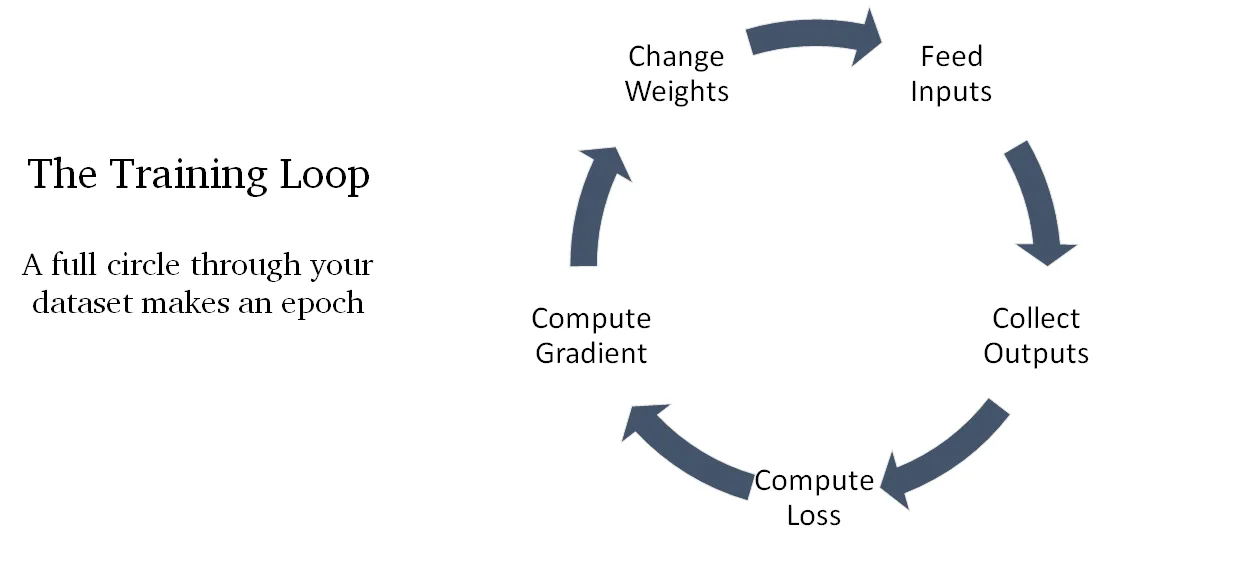 The Training Loop
A full circle through your
dataset makes an epoch
Change
Weights
Feed
Inputs
Collect
Outputs
Compute
Loss
Compute
Gradient